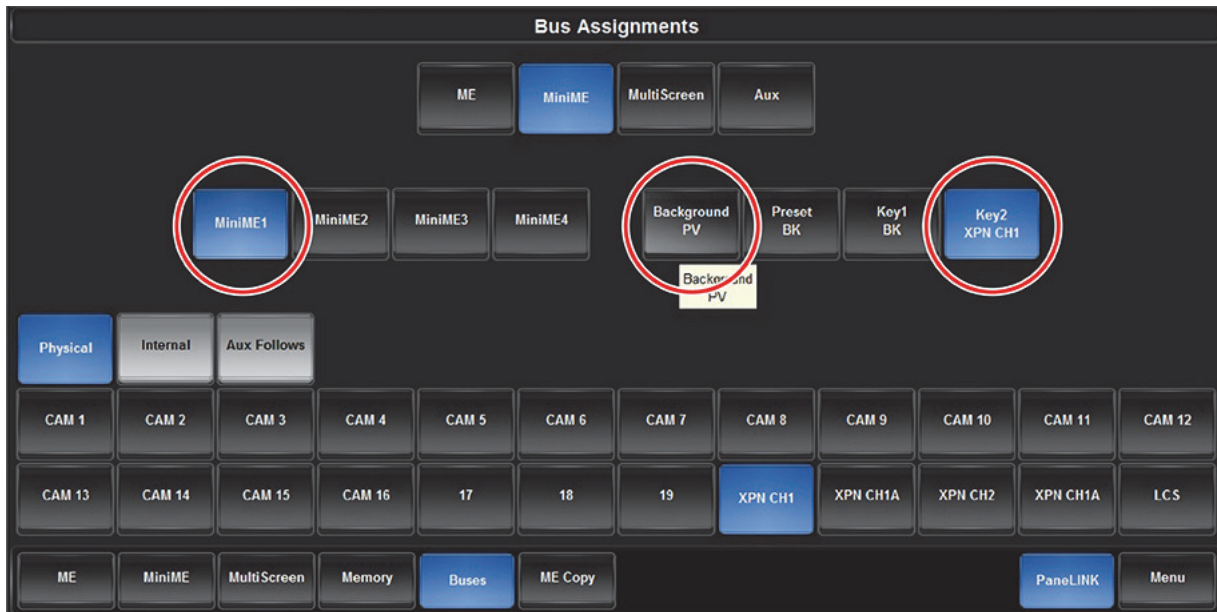 Bus Assignments
ME
MiniME
MultiScreen
Aux
MiniME1
MiniME2
MiniME3
MiniME4
Background
PV
Preset
BK
Key1
BK
Key2
XPN CH1
Background
PV
Physical
Internal
Aux Follows
CAM 1
CAM 2
CAM 3
CAM 4
CAM 5
CAM 6
CAM 7
CAM 8
CAM 9
CAM 10
CAM 11
CAM 12
CAM 13
CAM 14
CAM 15
CAM 16
17
18
19
XPN CH1
XPN CH1A
XPN CH2
XPN CH1A
LCS
ME
MiniME
MultiScreen
Memory
Buses
ME Copy
PaneLINK
Menu